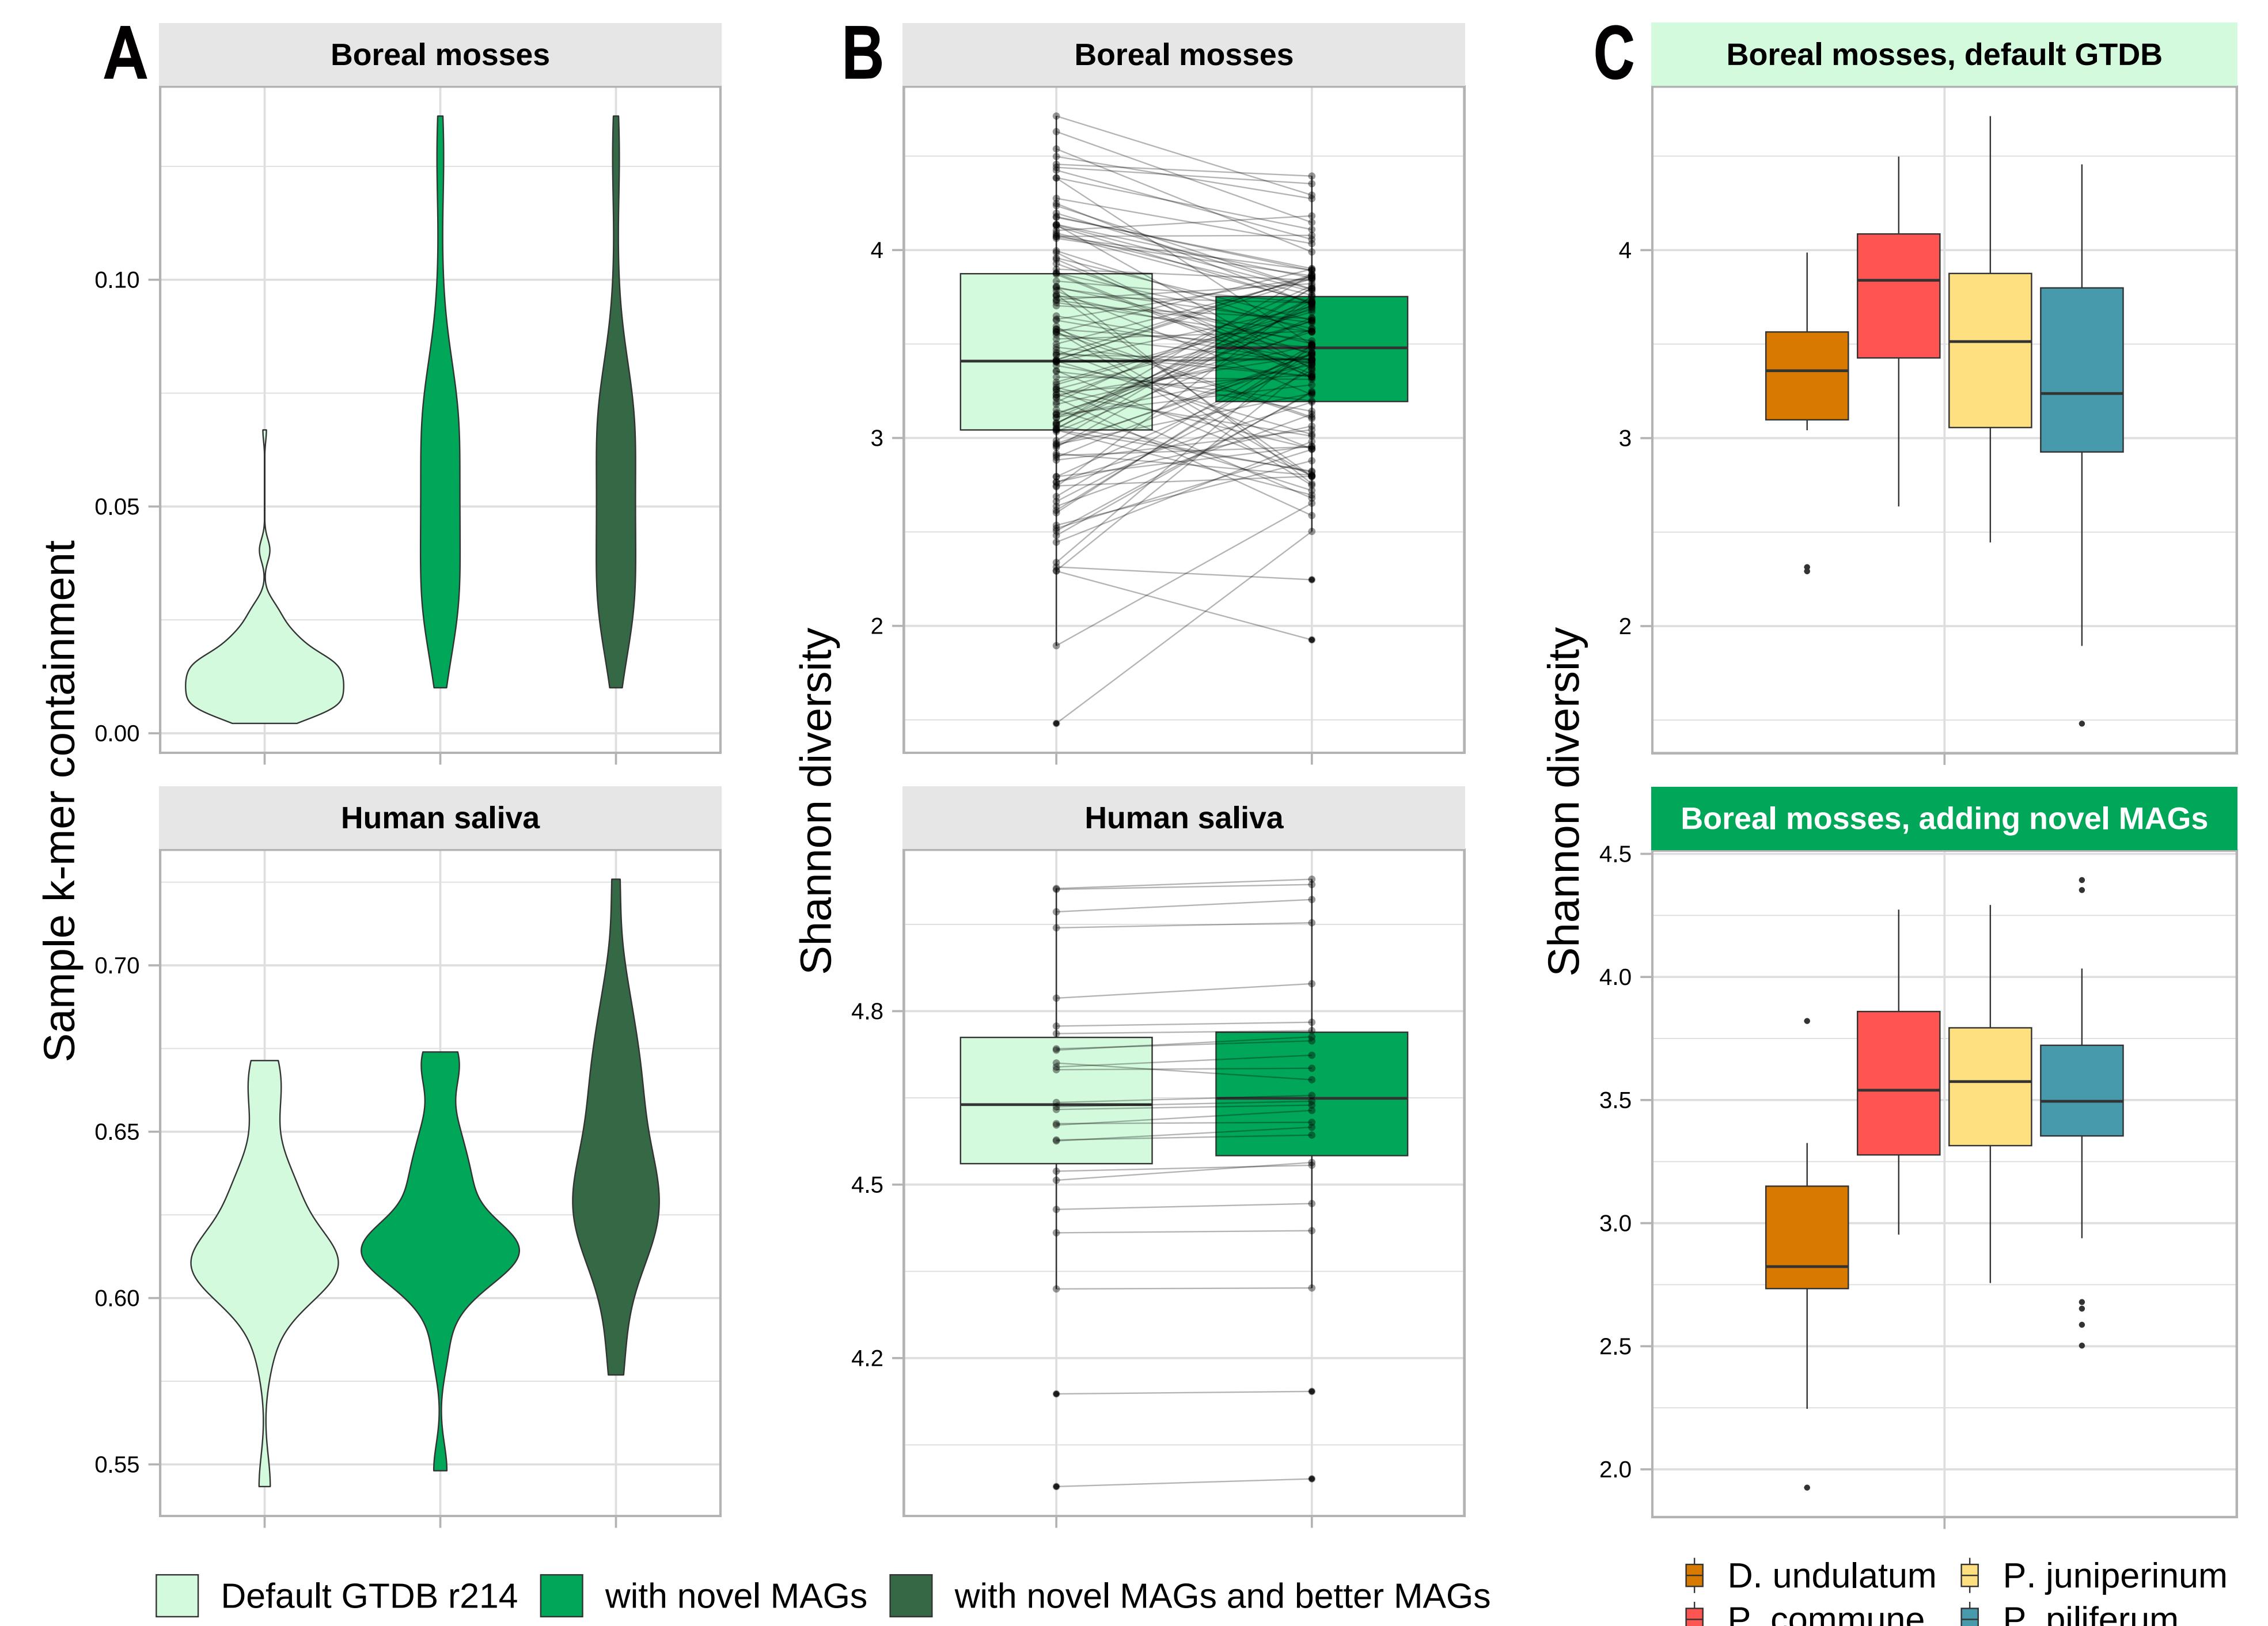 A
Boreal mosses
0.10
0.05
0.00
Human saliva
0.70
0.65
0.60
0.55
Sample k-mer containment
B
Boreal mosses
4
3
2
Human saliva
4.8
4.5
4.2
Shannon diversity
C
Boreal mosses, default GTDB
4
3
2
Boreal mosses, adding novel MAGs
4.5
4.0
3.5
3.0
2.5
2.0
Shannon diversity
Default GTDB r214
with novel MAGs
with novel MAGs and better MAGs
D. undulatum
P. juniperinum
P. commune
P. piliferum